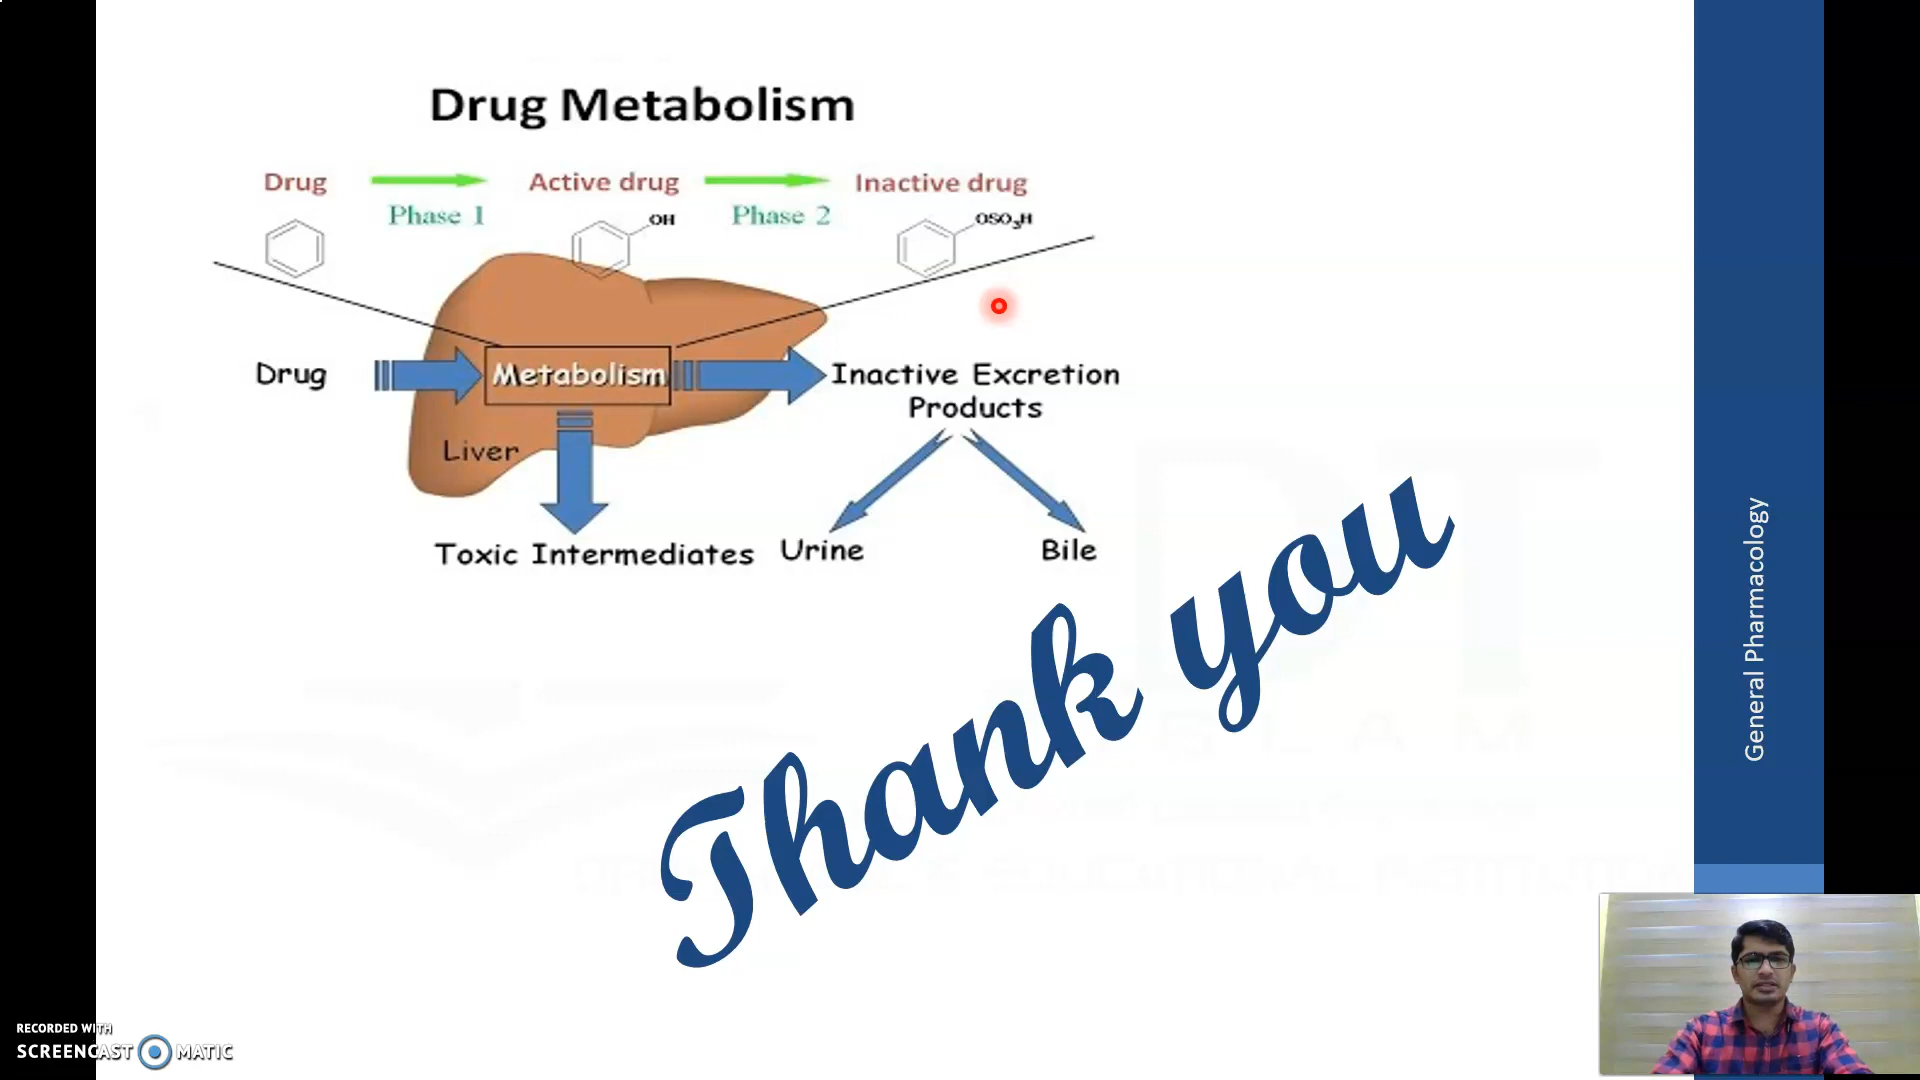 Drug Metabolism
Drug Active drug Inactive drug
Phase 1 Phase 2
OH OSO3H
Drug Metabolism Inactive Excretion
Products
Liver
Toxic Intermediates Urine Bile
Thank you
General Pharmacology
RECORDED WITH
SCREENCAST MATIC